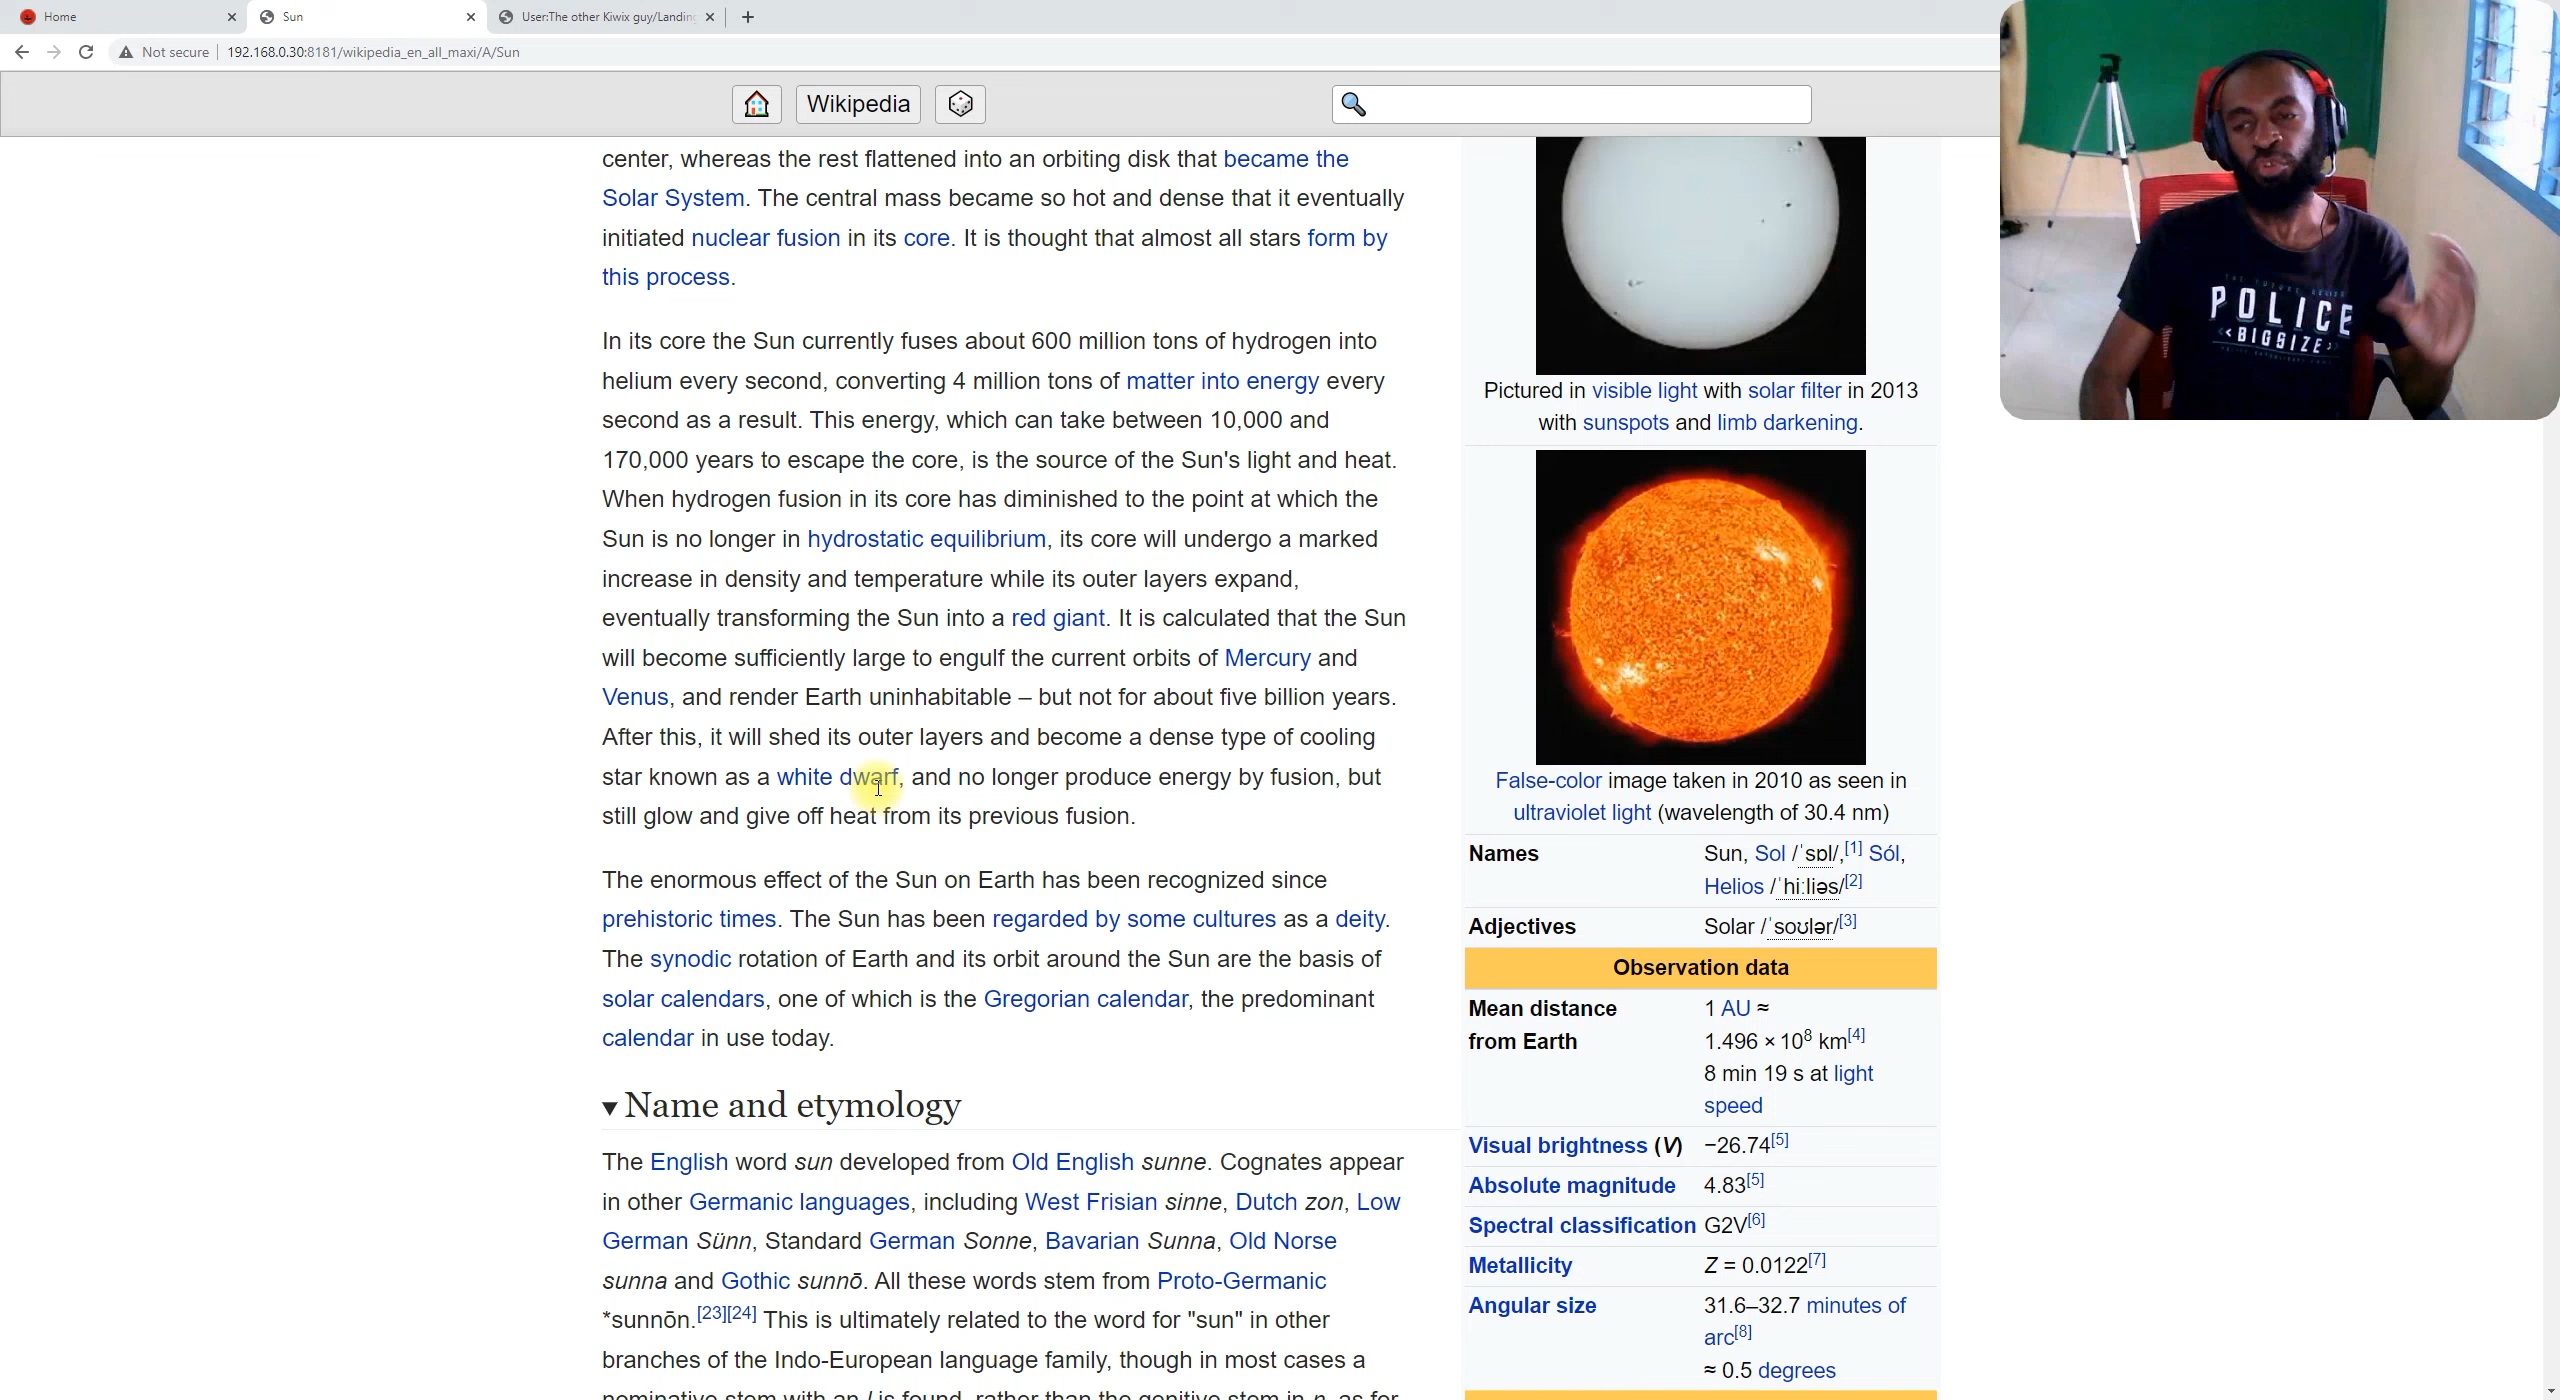 Home
Sun
User:The other Kiwix guy/Landin
Not secure
192.168.0.30:8181/wikipedia_en_all_maxi/A/Sun
Wikipedia
center, whereas the rest flattened into an orbiting disk that became the
Solar System. The central mass became so hot and dense that it eventually
initiated nuclear fusion in its core. It is thought that almost all stars form by
this process.
In its core the Sun currently fuses about 600 million tons of hydrogen into
helium every second, converting 4 million tons of matter into energy every
second as a result. This energy, which can take between 10,000 and
170,000 years to escape the core, is the source of the Sun's light and heat.
When hydrogen fusion in its core has diminished to the point at which the
Sun is no longer in hydrostatic equilibrium, its core will undergo a marked
increase in density and temperature while its outer layers expand,
eventually transforming the Sun into a red giant. It is calculated that the Sun
will become sufficiently large to engulf the current orbits of Mercury and
Venus, and render Earth uninhabitable – but not for about five billion years.
After this, it will shed its outer layers and become a dense type of cooling
star known as a white dwarf, and no longer produce energy by fusion, but
still glow and give off heat from its previous fusion.
The enormous effect of the Sun on Earth has been recognized since
prehistoric times. The Sun has been regarded by some cultures as a deity.
The synodic rotation of Earth and its orbit around the Sun are the basis of
solar calendars, one of which is the Gregorian calendar, the predominant
calendar in use today.
Name and etymology
The English word sun developed from Old English sunne. Cognates appear
in other Germanic languages, including West Frisian sinne, Dutch zon, Low
German Sünn, Standard German Sonne, Bavarian Sunna, Old Norse
sunna and Gothic sunnō. All these words stem from Proto-Germanic
*sunnōn.[23][24] This is ultimately related to the word for "sun" in other
branches of the Indo-European language family, though in most cases a
nominative stem with an l is found, rather than the genitive stem in n, as for
Pictured in visible light with solar filter in 2013
with sunspots and limb darkening.
False-color image taken in 2010 as seen in
ultraviolet light (wavelength of 30.4 nm)
Names Sun, Sol /ˈsɒl/,[1] Sól,
Helios /ˈhiːliəs/[2]
Adjectives Solar /ˈsoʊlər/[3]
Observation data
Mean distance 1 AU ≈
from Earth 1.496 × 10⁸ km[4]
8 min 19 s at light
speed
Visual brightness (V) −26.74[5]
Absolute magnitude 4.83[5]
Spectral classification G2V[6]
Metallicity Z = 0.0122[7]
Angular size 31.6–32.7 minutes of
arc[8]
≈ 0.5 degrees
POLICE
BIGSIZE